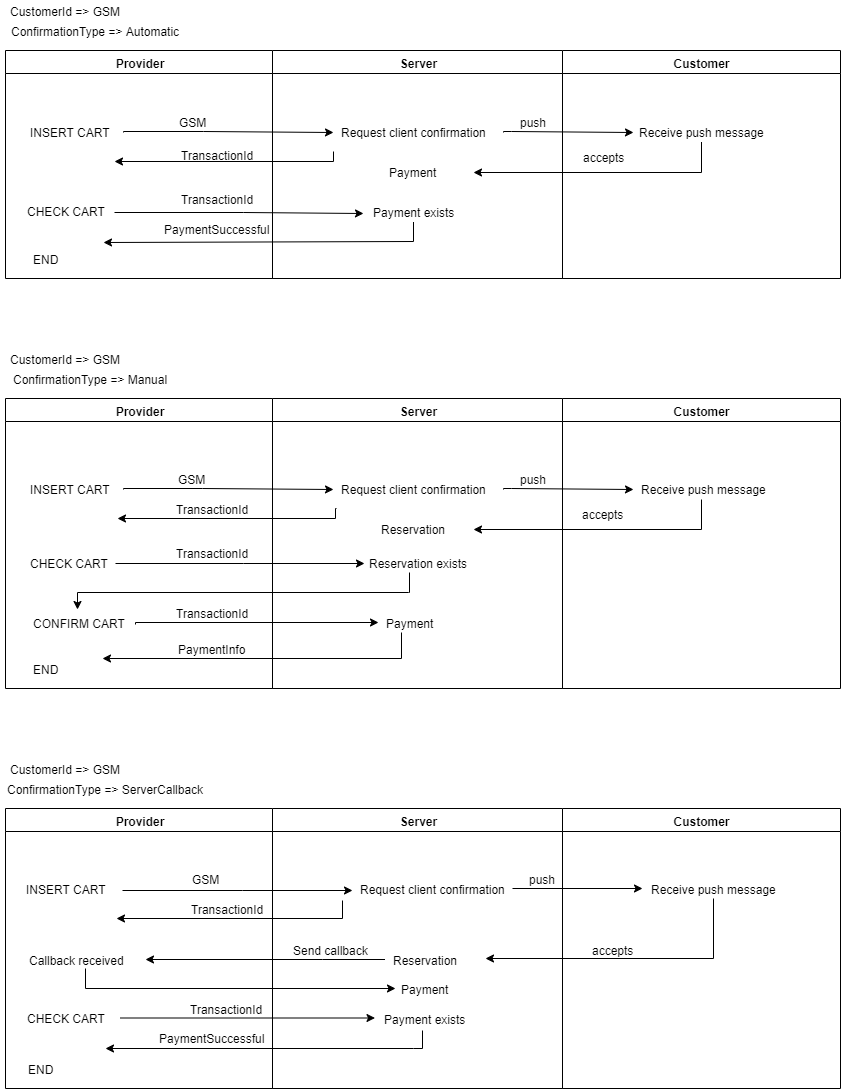 CustomerId => GSM
ConfirmationType => Automatic
Provider Server Customer
GSM push
INSERT CART Request client confirmation Receive push message
TransactionId accepts
Payment
TransactionId
CHECK CART Payment exists
PaymentSuccessful
END
CustomerId => GSM
ConfirmationType => Manual
Provider Server Customer
GSM push
INSERT CART Request client confirmation Receive push message
TransactionId accepts
Reservation
TransactionId
CHECK CART Reservation exists
TransactionId
CONFIRM CART Payment
PaymentInfo
END
CustomerId => GSM
ConfirmationType => ServerCallback
Provider Server Customer
GSM push
INSERT CART Request client confirmation Receive push message
TransactionId
Send callback accepts
Callback received Reservation
Payment
TransactionId
CHECK CART Payment exists
PaymentSuccessful
END